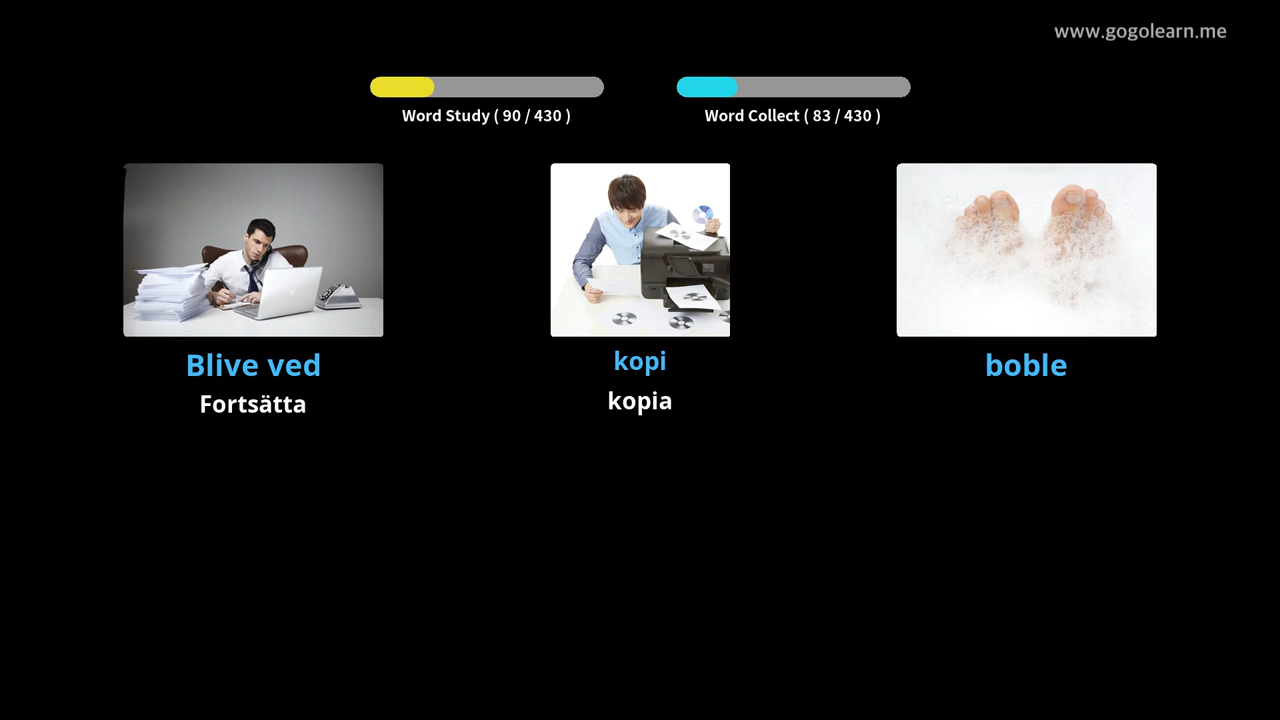 www.gogolearn.me
Word Study ( 90 / 430 )
Word Collect ( 83 / 430 )
Blive ved
Fortsätta
kopi
kopia
boble